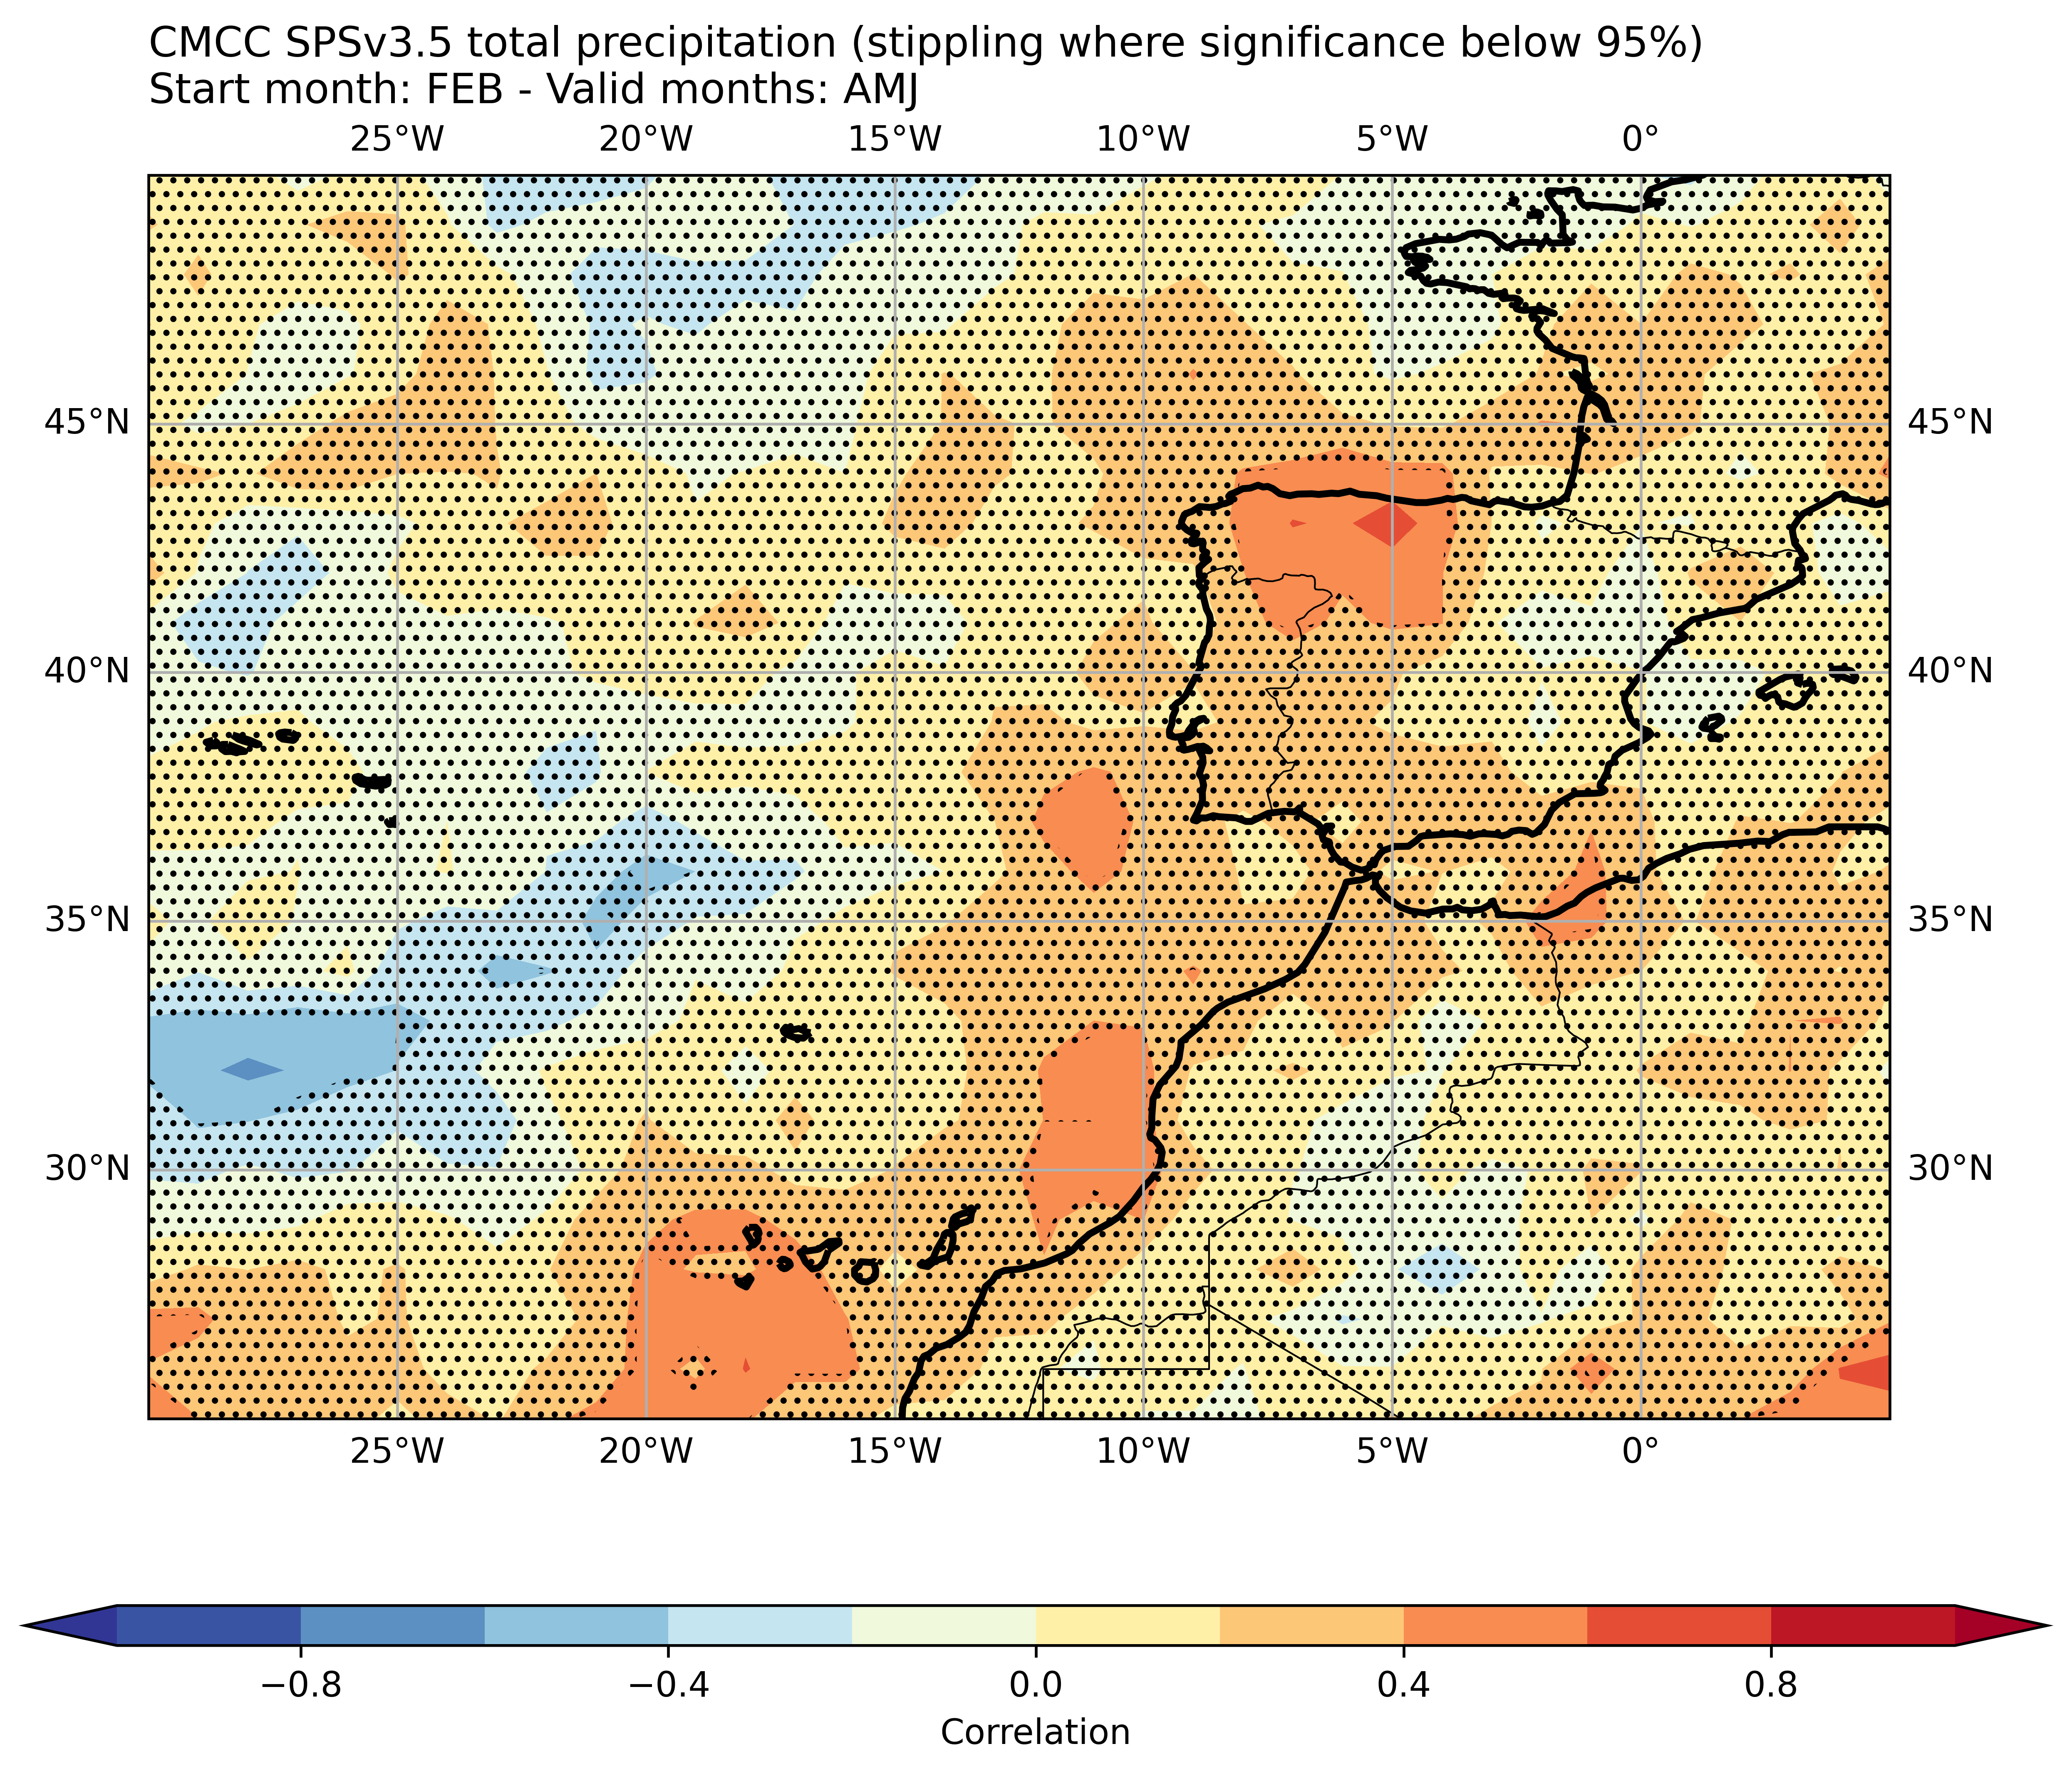 CMCC SPSv3.5 total precipitation (stippling where significance below 95%)
Start month: FEB - Valid months: AMJ
25°W 20°W 15°W 10°W 5°W 0°
45°N 45°N
40°N 40°N
35°N 35°N
30°N 30°N
25°W 20°W 15°W 10°W 5°W 0°
−0.8 −0.4 0.0 0.4 0.8
Correlation